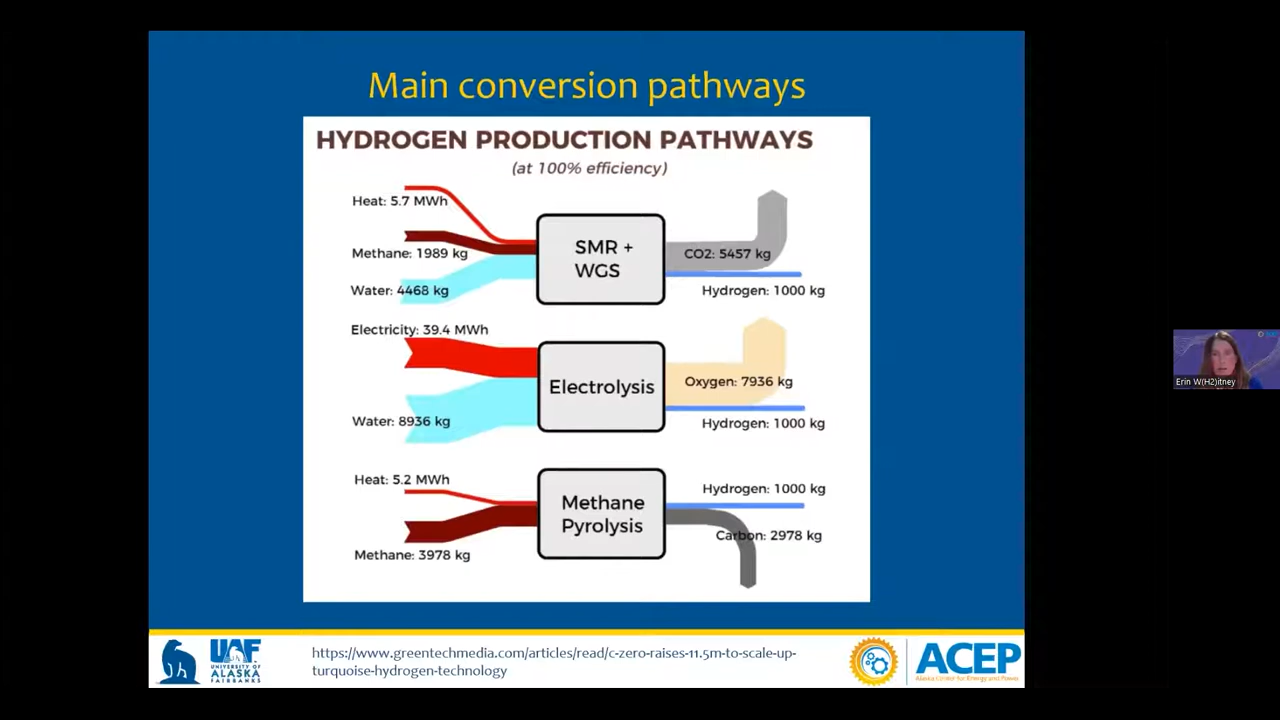 Main conversion pathways
HYDROGEN PRODUCTION PATHWAYS
(at 100% efficiency)
Heat: 5.7 MWh
Methane: 1989 kg
Water: 4468 kg
SMR +
WGS
CO2: 5457 kg
Hydrogen: 1000 kg
Electricity: 39.4 MWh
Water: 8936 kg
Electrolysis
Oxygen: 7936 kg
Hydrogen: 1000 kg
Heat: 5.2 MWh
Methane: 3978 kg
Methane
Pyrolysis
Hydrogen: 1000 kg
Carbon: 2978 kg
Erin W(H2)itney
UAF
UNIVERSITY OF
ALASKA
FAIRBANKS
https://www.greentechmedia.com/articles/read/c-zero-raises-11.5m-to-scale-up-
turquoise-hydrogen-technology
ACEP
Alaska Center for Energy and Power